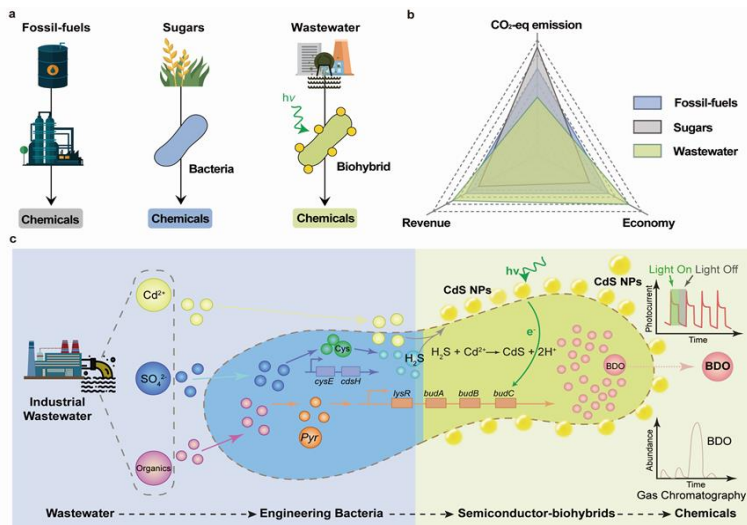 a
Fossil-fuels
Sugars
Wastewater
hν
Bacteria
Biohybrid
Chemicals
Chemicals
Chemicals
b
CO₂-eq emission
Fossil-fuels
Sugars
Wastewater
Revenue
Economy
c
Cd²⁺
SO₄²⁻
Organics
Industrial
Wastewater
Cys
cysE
cdsH
Pyr
H₂S
CdS NPs
hν
CdS NPs
e⁻
H₂S + Cd²⁺→CdS + 2H⁺
lysR
budA
budB
budC
BDO
BDO
Light On
Light Off
Photocurrent
Time
Abundance
BDO
Time
Gas Chromatography
Wastewater
Engineering Bacteria
Semiconductor-biohybrids
Chemicals